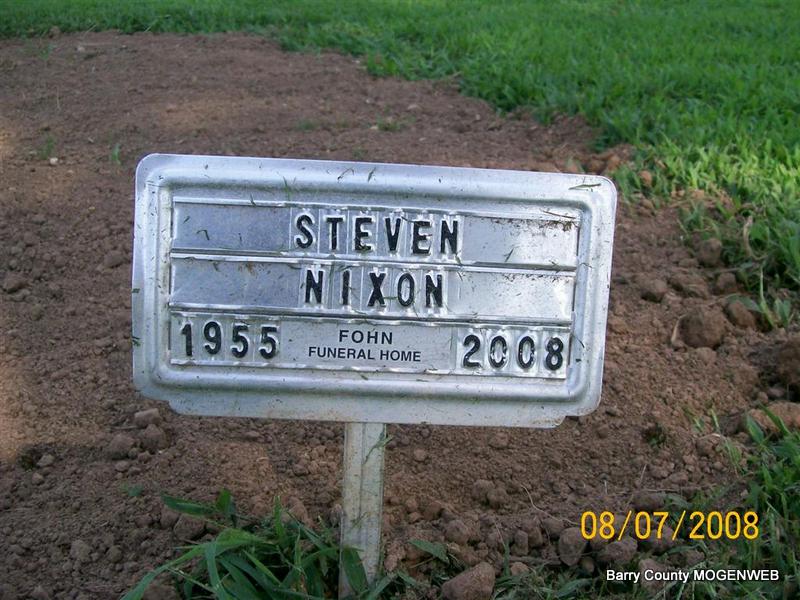 STEVEN
NIXON
1955 FOHN FUNERAL HOME 2008
08/07/2008
Barry County MOGENWEB